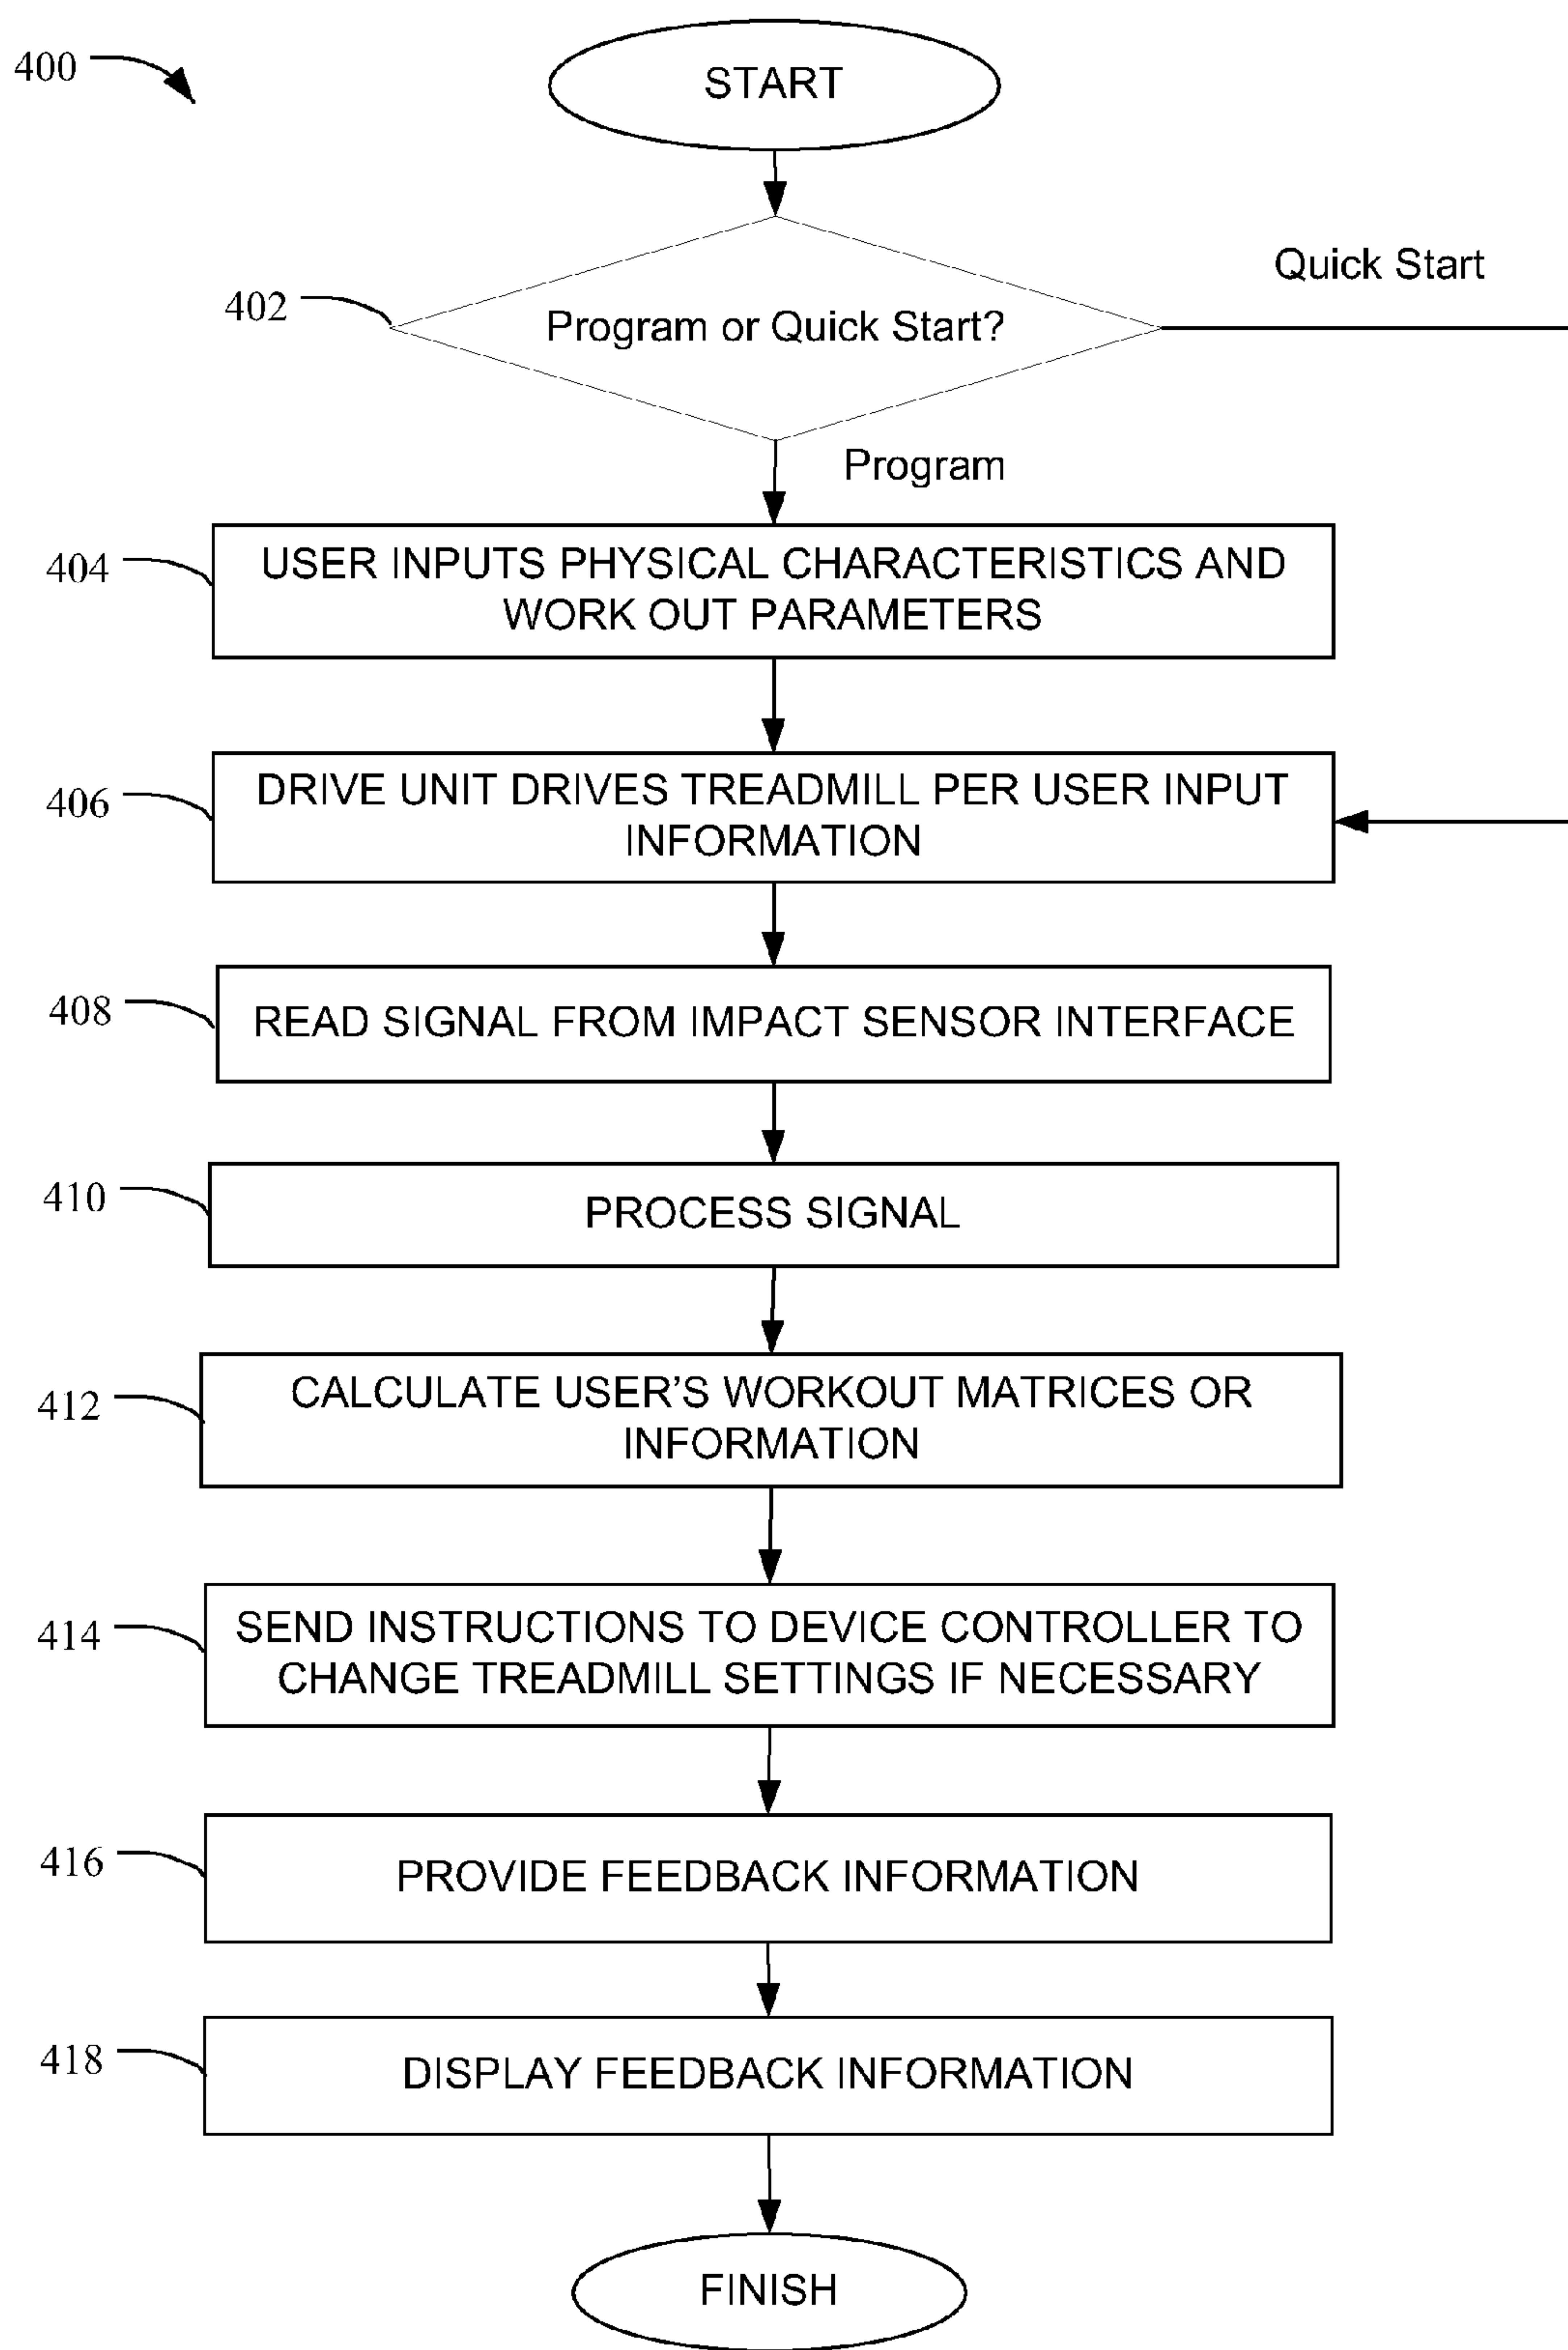 400
START
Quick Start
402
Program or Quick Start?
Program
404
USER INPUTS PHYSICAL CHARACTERISTICS AND
WORK OUT PARAMETERS
406
DRIVE UNIT DRIVES TREADMILL PER USER INPUT
INFORMATION
408
READ SIGNAL FROM IMPACT SENSOR INTERFACE
410
PROCESS SIGNAL
412
CALCULATE USER'S WORKOUT MATRICES OR
INFORMATION
414
SEND INSTRUCTIONS TO DEVICE CONTROLLER TO
CHANGE TREADMILL SETTINGS IF NECESSARY
416
PROVIDE FEEDBACK INFORMATION
418
DISPLAY FEEDBACK INFORMATION
FINISH